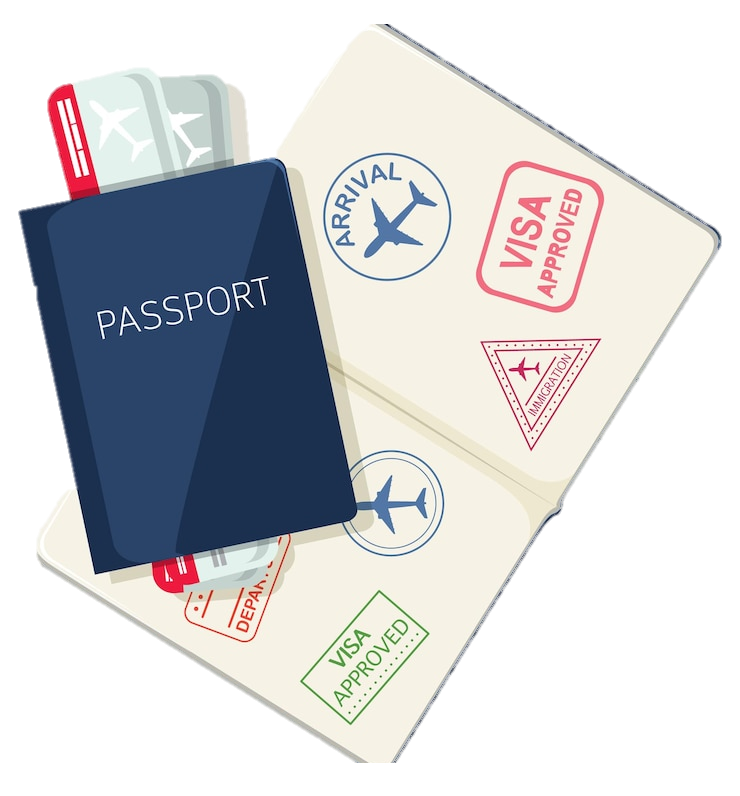 PASSPORT
ARRIVAL
VISA
APPROVED
IMMIGRATION
VISA
APPROVED